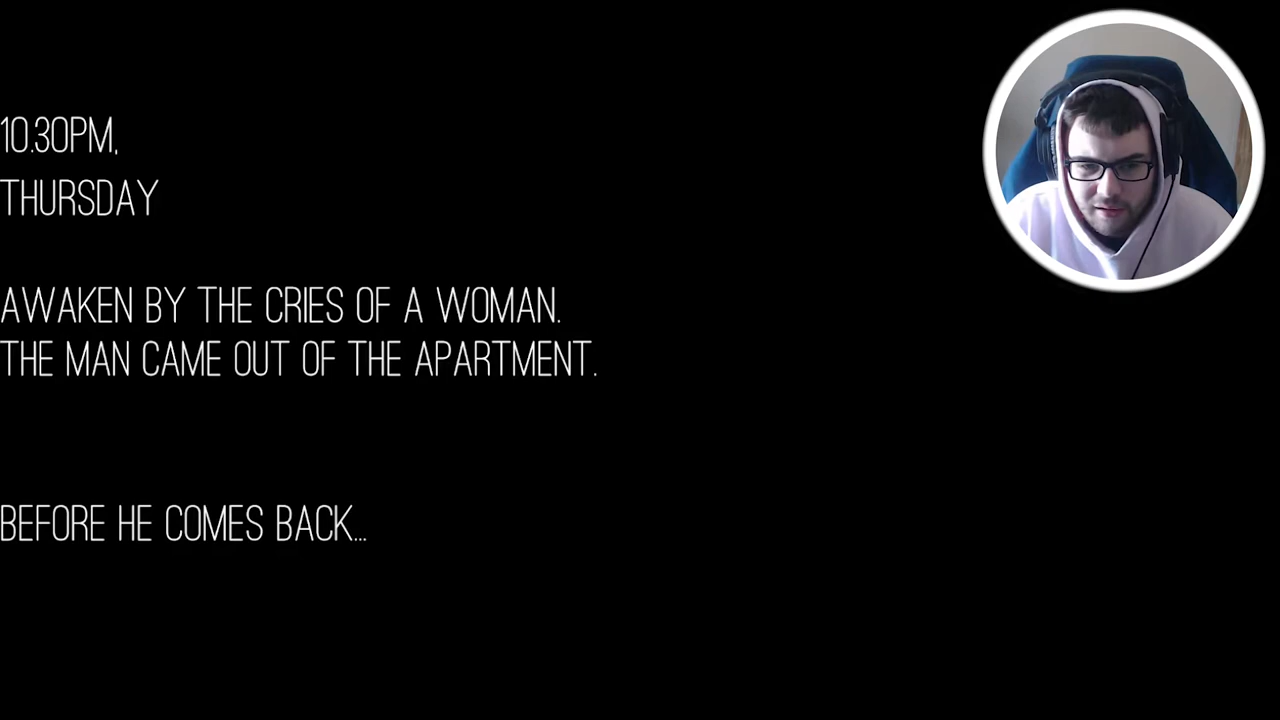 10.30PM,
THURSDAY
AWAKEN BY THE CRIES OF A WOMAN.
THE MAN CAME OUT OF THE APARTMENT.
BEFORE HE COMES BACK...